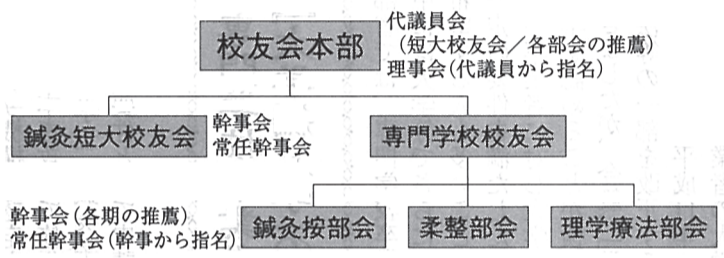 校友会本部
代議員会
(短大校友会/各部会の推薦)
理事会(代議員から指名)
鍼灸短大校友会
幹事会
常任幹事会
専門学校校友会
幹事会(各期の推薦)
常任幹事会(幹事から指名)
鍼灸按部会
柔整部会
理学療法部会